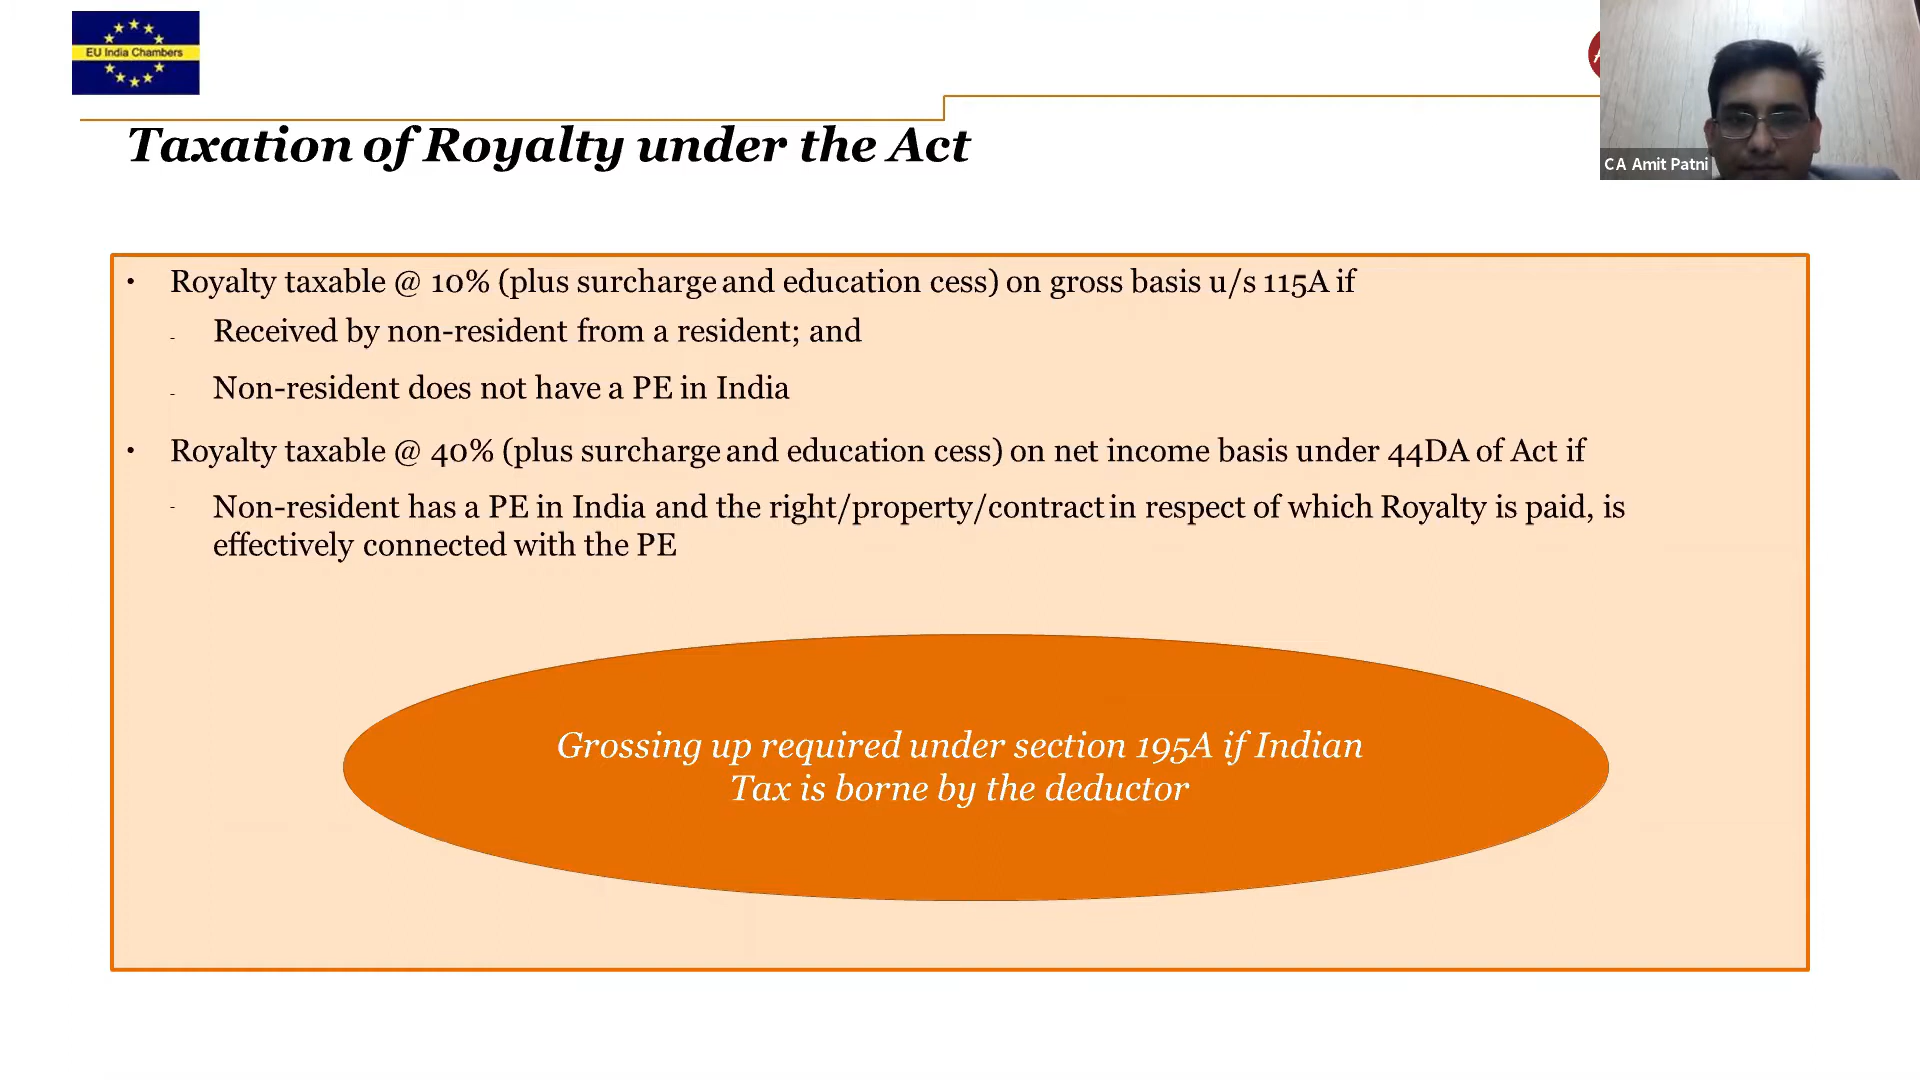 EU India Chambers
CA Amit Patni
Taxation of Royalty under the Act
• Royalty taxable @ 10% (plus surcharge and education cess) on gross basis u/s 115A if
- Received by non-resident from a resident; and
- Non-resident does not have a PE in India
• Royalty taxable @ 40% (plus surcharge and education cess) on net income basis under 44DA of Act if
- Non-resident has a PE in India and the right/property/contract in respect of which Royalty is paid, is
effectively connected with the PE
Grossing up required under section 195A if Indian
Tax is borne by the deductor